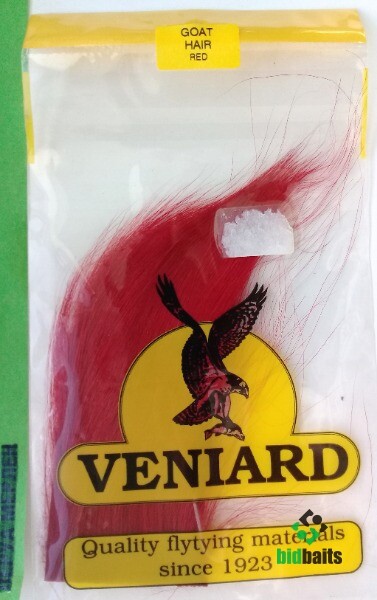 GOAT
HAIR
RED
VENIARD
Quality flytying materials
since 1923
bidbaits